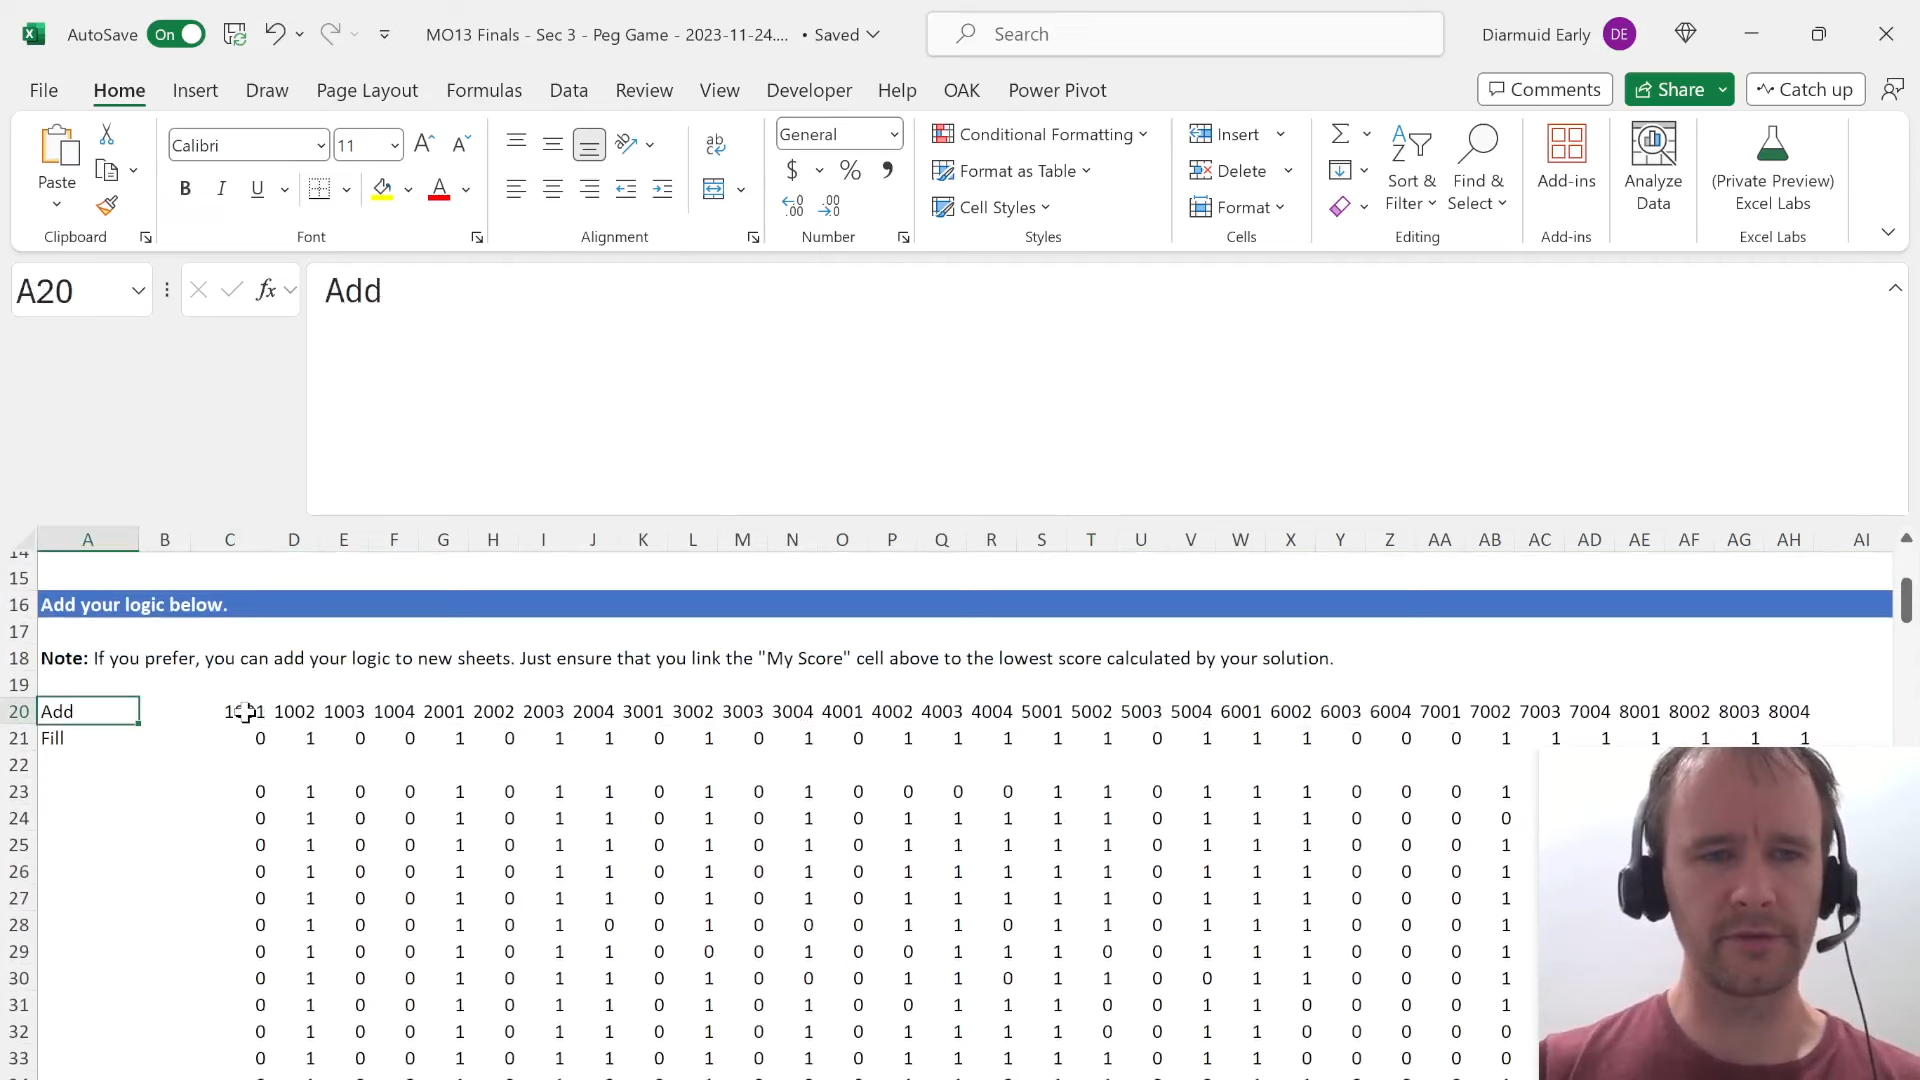 AutoSave On MO13 Finals - Sec 3 - Peg Game - 2023-11-24.... • Saved Search Diarmuid Early DE
File Home Insert Draw Page Layout Formulas Data Review View Developer Help OAK Power Pivot Comments Share Catch up
Paste
Clipboard
Calibri 11
B I U A
Font
ab
Alignment
General
$ % ,
Number
Conditional Formatting
Format as Table
Cell Styles
Styles
Insert
Delete
Format
Cells
Sort & Filter
Find & Select
Editing
Add-ins
Add-ins
Analyze Data
(Private Preview) Excel Labs
Excel Labs
A20 fx Add
A B C D E F G H I J K L M N O P Q R S T U V W X Y Z AA AB AC AD AE AF AG AH AI
14
15
16 Add your logic below.
17
18 Note: If you prefer, you can add your logic to new sheets. Just ensure that you link the "My Score" cell above to the lowest score calculated by your solution.
19
20 Add 1002 1003 1004 2001 2002 2003 2004 3001 3002 3003 3004 4001 4002 4003 4004 5001 5002 5003 5004 6001 6002 6003 6004 7001 7002 7003 7004 8001 8002 8003 8004
21 Fill 0 1 0 0 1 0 1 1 0 1 0 1 0 1 1 1 1 1 0 1 1 1 0 0 0 1 1 1 1 1 1 1
22
23 0 1 0 0 1 0 1 1 0 1 0 1 0 0 0 0 1 1 0 1 1 1 0 0 0 1
24 0 1 0 0 1 0 1 1 0 1 0 1 0 1 1 1 1 1 0 1 1 1 0 0 0 0
25 0 1 0 0 1 0 1 1 0 1 0 1 0 1 1 1 1 1 0 1 1 1 0 0 0 1
26 0 1 0 0 1 0 1 1 0 1 0 1 0 1 1 1 1 1 0 1 1 1 0 0 0 1
27 0 1 0 0 1 0 1 1 0 1 0 1 0 1 1 1 1 1 0 1 1 1 0 0 0 1
28 0 1 0 0 1 0 1 0 0 1 0 0 0 1 1 0 1 1 0 1 1 1 0 0 0 1
29 0 1 0 0 1 0 1 1 0 0 0 1 0 0 1 1 1 0 0 1 1 1 0 0 0 1
30 0 1 0 0 1 0 1 1 0 1 0 0 0 1 1 0 1 1 0 0 1 1 0 0 0 1
31 0 1 0 0 1 0 1 1 0 1 0 1 0 0 1 1 1 0 0 1 1 0 0 0 0 1
32 0 1 0 0 1 0 1 1 0 1 0 1 0 1 1 1 1 0 0 1 1 0 0 0 0 0
33 0 1 0 0 1 0 1 1 0 1 0 1 0 1 1 1 1 0 0 1 1 0 0 0 0 0